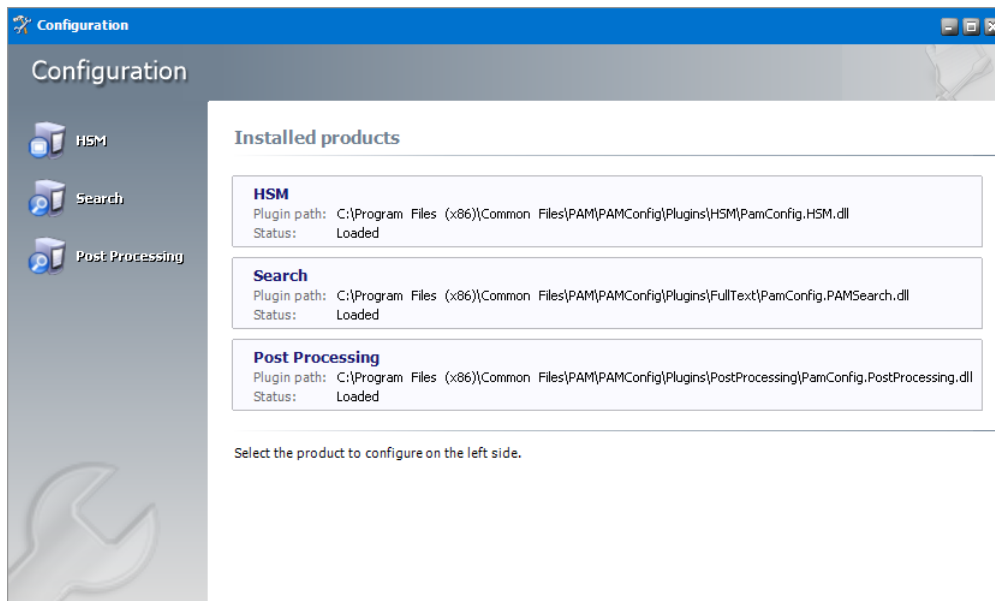 Configuration
Configuration
HSM
Search
Post Processing
Installed products
HSM
Plugin path: C:\Program Files (x86)\Common Files\PAM\PAMConfig\Plugins\HSM\PamConfig.HSM.dll
Status: Loaded
Search
Plugin path: C:\Program Files (x86)\Common Files\PAM\PAMConfig\Plugins\FullText\PamConfig.PAMSearch.dll
Status: Loaded
Post Processing
Plugin path: C:\Program Files (x86)\Common Files\PAM\PAMConfig\Plugins\PostProcessing\PamConfig.PostProcessing.dll
Status: Loaded
Select the product to configure on the left side.